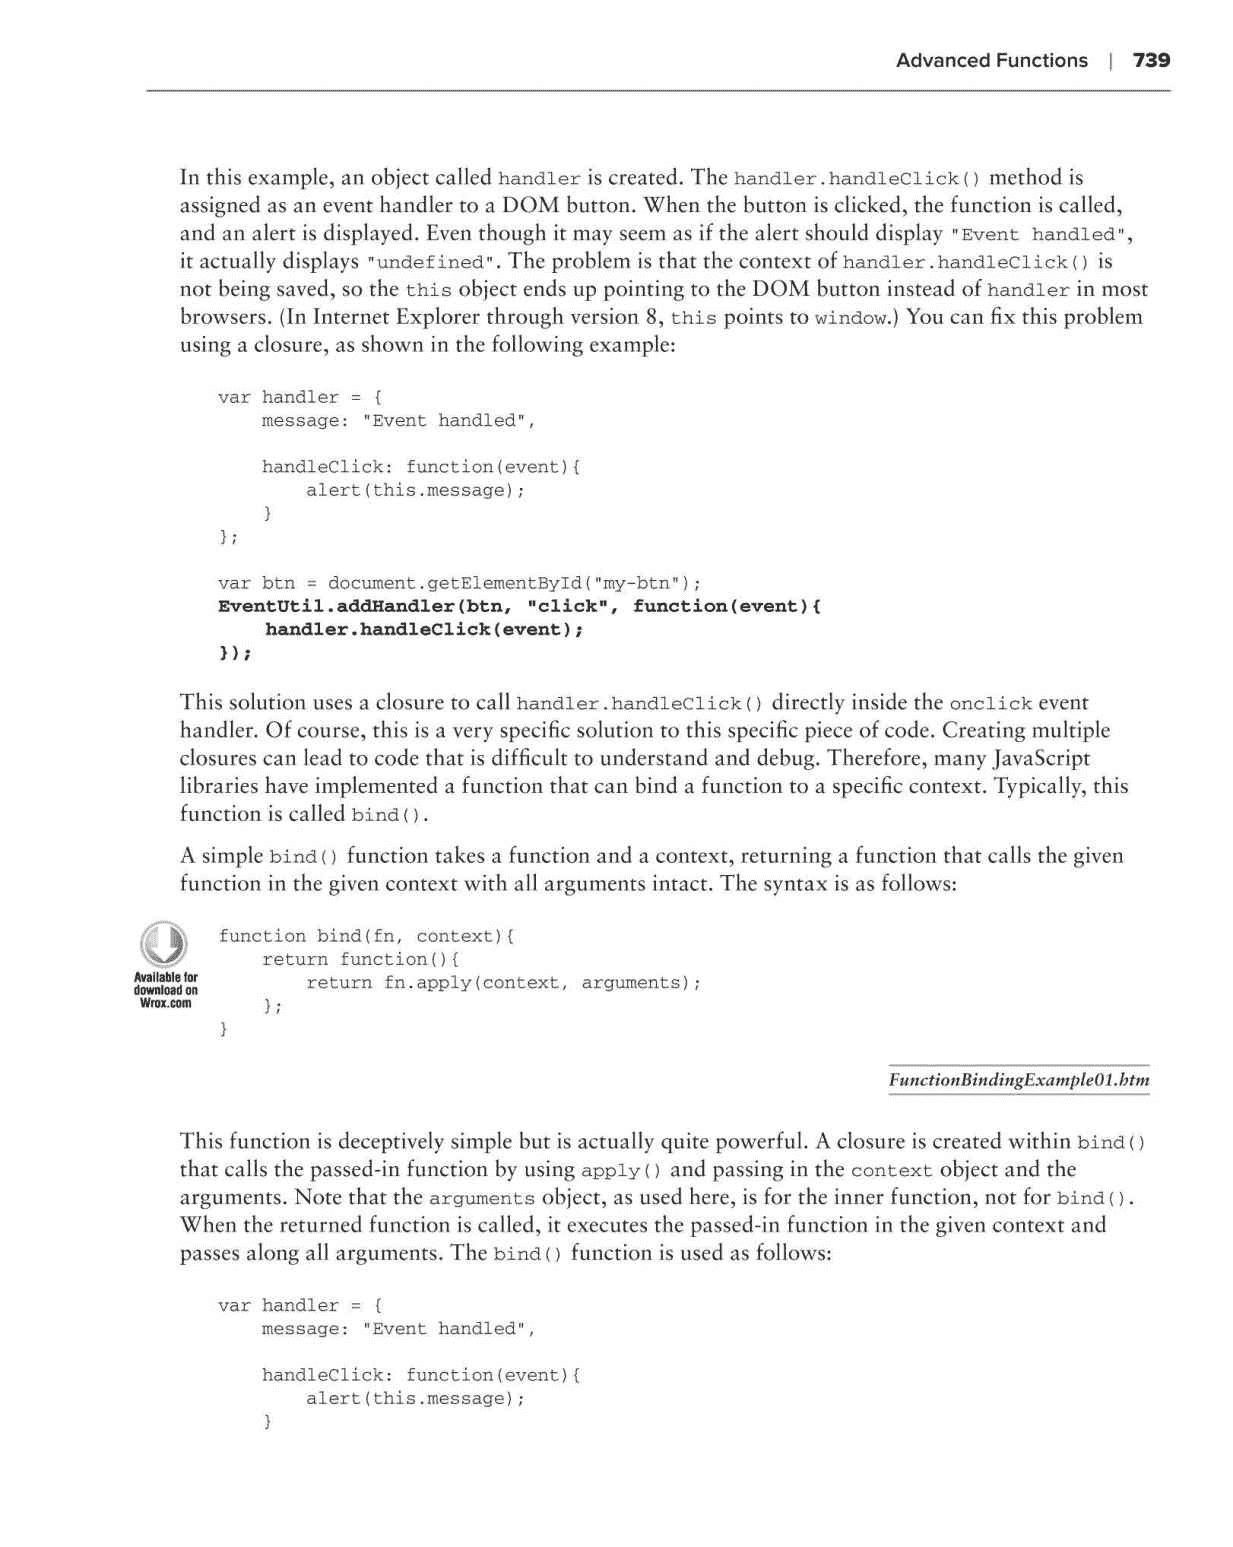 Advanced Functions | 739
In this example, an object called handler is created. The handler.handleClick() method is
assigned as an event handler to a DOM button. When the button is clicked, the function is called,
and an alert is displayed. Even though it may seem as if the alert should display "Event handled",
it actually displays "undefined". The problem is that the context of handler.handleClick() is
not being saved, so the this object ends up pointing to the DOM button instead of handler in most
browsers. (In Internet Explorer through version 8, this points to window.) You can fix this problem
using a closure, as shown in the following example:
var handler = {
    message: "Event handled",

    handleClick: function(event){
        alert(this.message);
    }
};

var btn = document.getElementById("my-btn");
EventUtil.addHandler(btn, "click", function(event){
    handler.handleClick(event);
});
This solution uses a closure to call handler.handleClick() directly inside the onclick event
handler. Of course, this is a very specific solution to this specific piece of code. Creating multiple
closures can lead to code that is difficult to understand and debug. Therefore, many JavaScript
libraries have implemented a function that can bind a function to a specific context. Typically, this
function is called bind().
A simple bind() function takes a function and a context, returning a function that calls the given
function in the given context with all arguments intact. The syntax is as follows:
function bind(fn, context){
    return function(){
        return fn.apply(context, arguments);
    };
}
Available for
download on
Wrox.com
FunctionBindingExample01.htm
This function is deceptively simple but is actually quite powerful. A closure is created within bind()
that calls the passed-in function by using apply() and passing in the context object and the
arguments. Note that the arguments object, as used here, is for the inner function, not for bind().
When the returned function is called, it executes the passed-in function in the given context and
passes along all arguments. The bind() function is used as follows:
var handler = {
    message: "Event handled",

    handleClick: function(event){
        alert(this.message);
    }